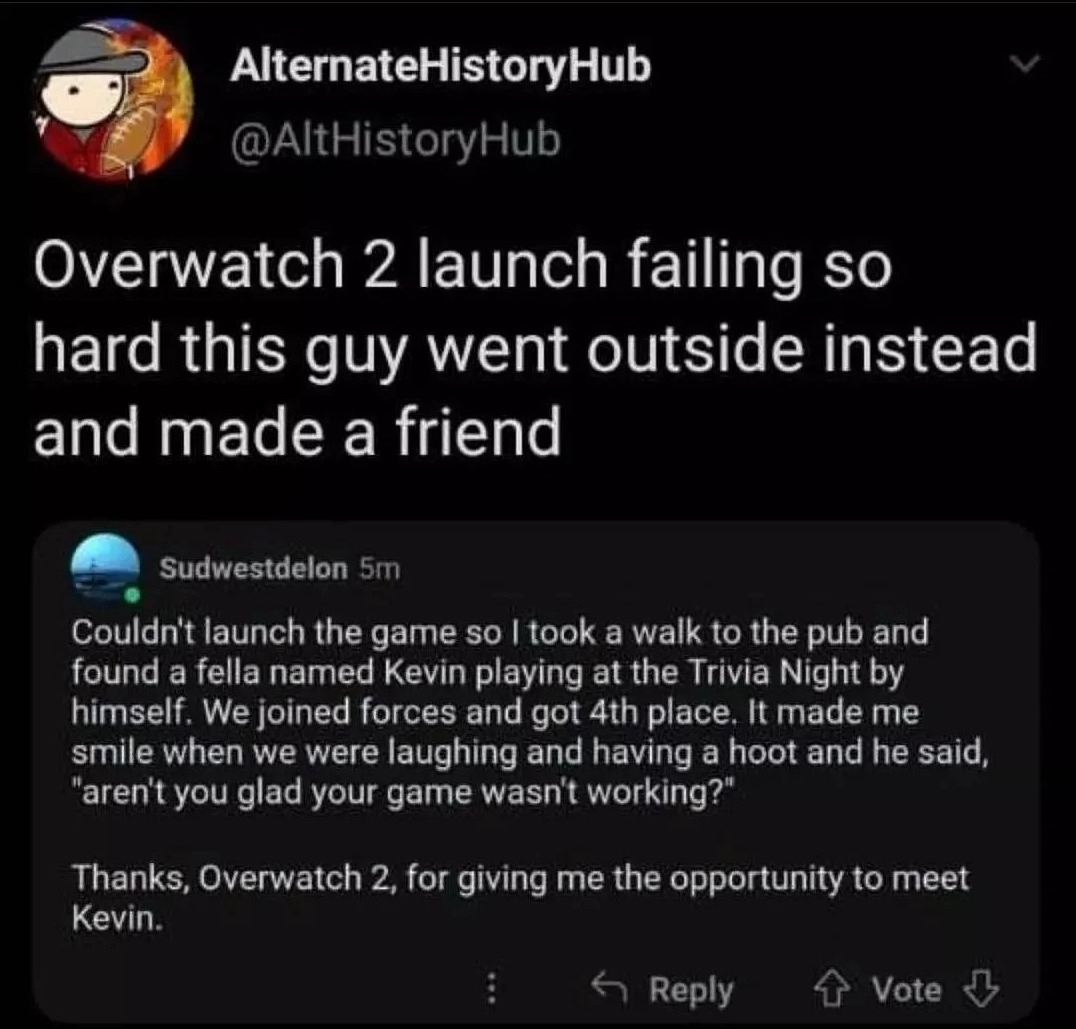 AlternateHistoryHub
@AltHistoryHub
Overwatch 2 launch failing so
hard this guy went outside instead
and made a friend
Sudwestdelon 5m
Couldn't launch the game so I took a walk to the pub and
found a fella named Kevin playing at the Trivia Night by
himself. We joined forces and got 4th place. It made me
smile when we were laughing and having a hoot and he said,
"aren't you glad your game wasn't working?"
Thanks, Overwatch 2, for giving me the opportunity to meet
Kevin.
Reply Vote